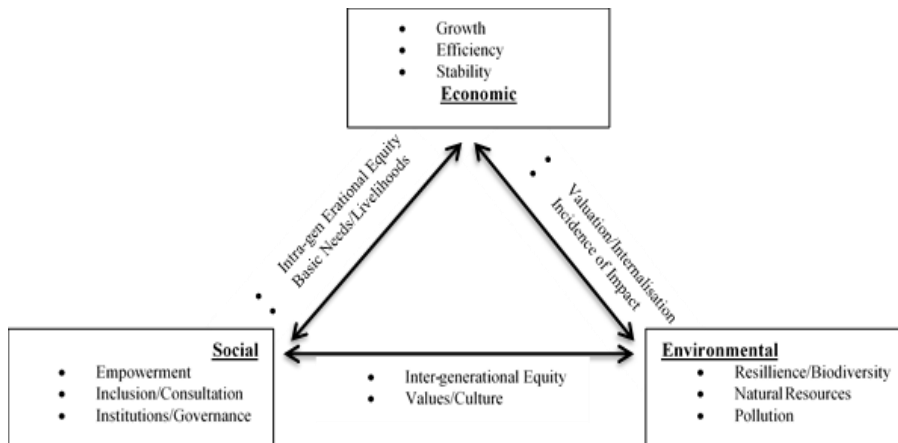 • Growth
• Efficiency
• Stability
Economic
• Intra-gen Erational Equity
• Basic Needs/Livelihoods
• Valuation/Internalisation
• Incidence of Impact
Social
• Empowerment
• Inclusion/Consultation
• Institutions/Governance
• Inter-generational Equity
• Values/Culture
Environmental
• Resillience/Biodiversity
• Natural Resources
• Pollution